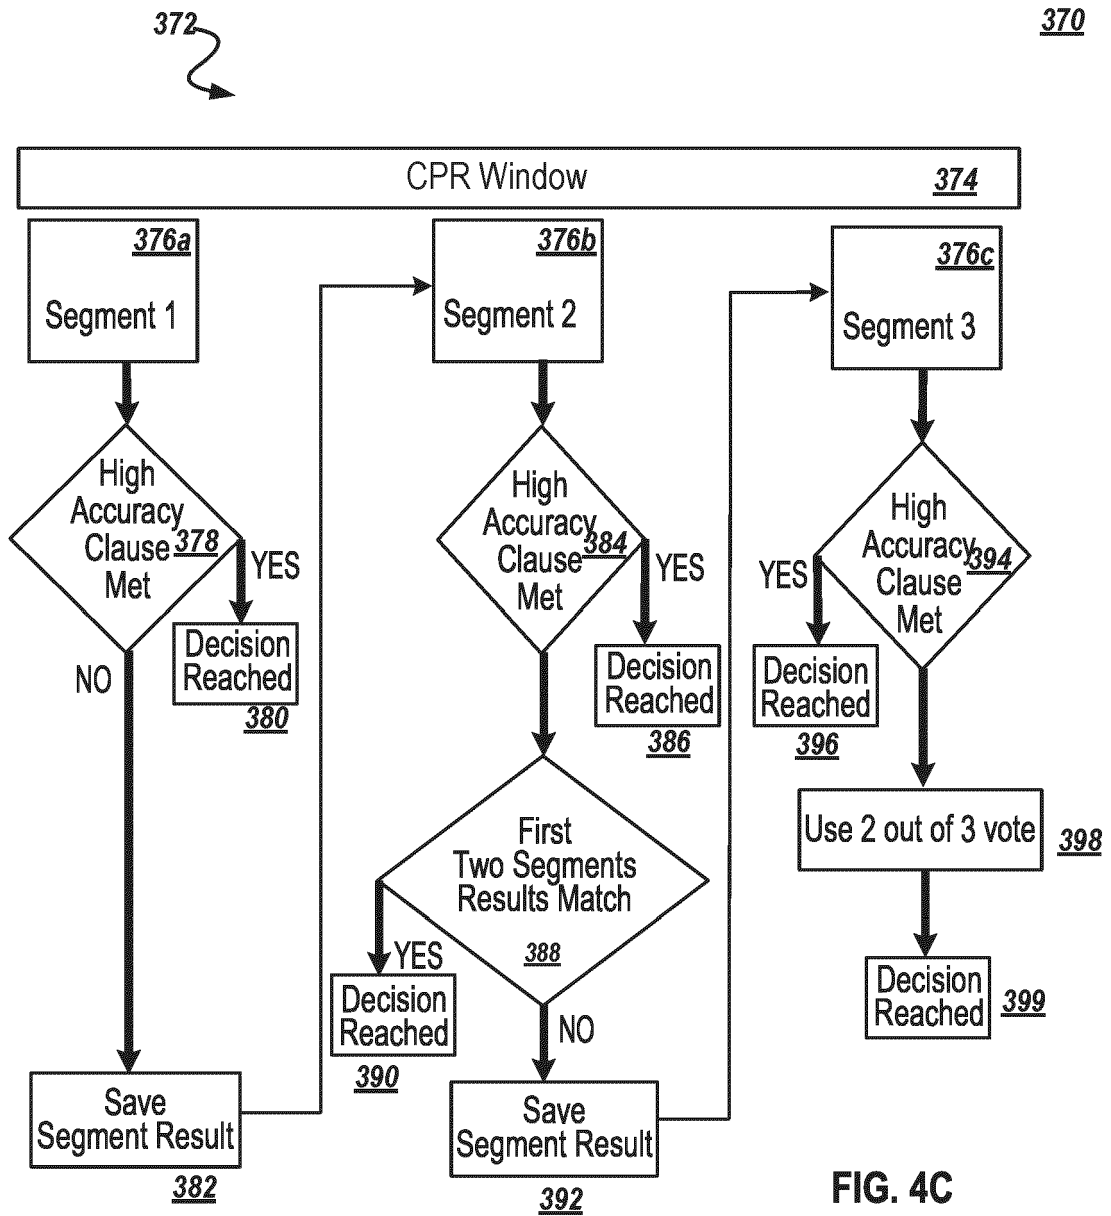 372
370
CPR Window
374
376a
Segment 1
High
Accuracy
Clause
Met
378
YES
Decision
Reached
380
NO
Save
Segment Result
382
376b
Segment 2
High
Accuracy
Clause
Met
384
YES
Decision
Reached
386
First
Two Segments
Results Match
388
YES
Decision
Reached
390
NO
Save
Segment Result
392
376c
Segment 3
High
Accuracy
Clause
Met
394
YES
Decision
Reached
396
Use 2 out of 3 vote
398
Decision
Reached
399
FIG. 4C